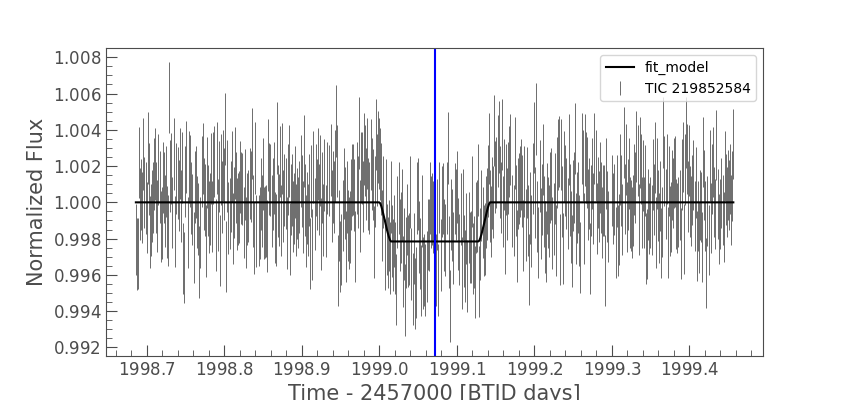 1.008
1.006
1.004
1.002
1.000
0.998
0.996
0.994
0.992
Normalized Flux
fit_model
TIC 219852584
1998.7 1998.8 1998.9 1999.0 1999.1 1999.2 1999.3 1999.4
Time - 2457000 [BTJD days]